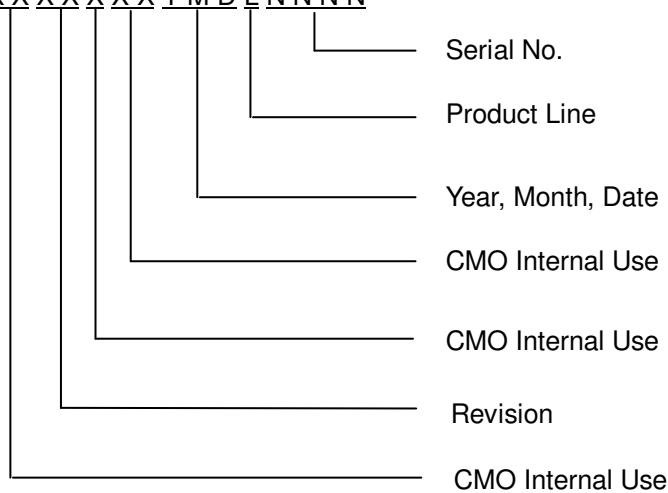 X X X X X X X Y M D L N N N N
Serial No.
Product Line
Year, Month, Date
CMO Internal Use
CMO Internal Use
Revision
CMO Internal Use